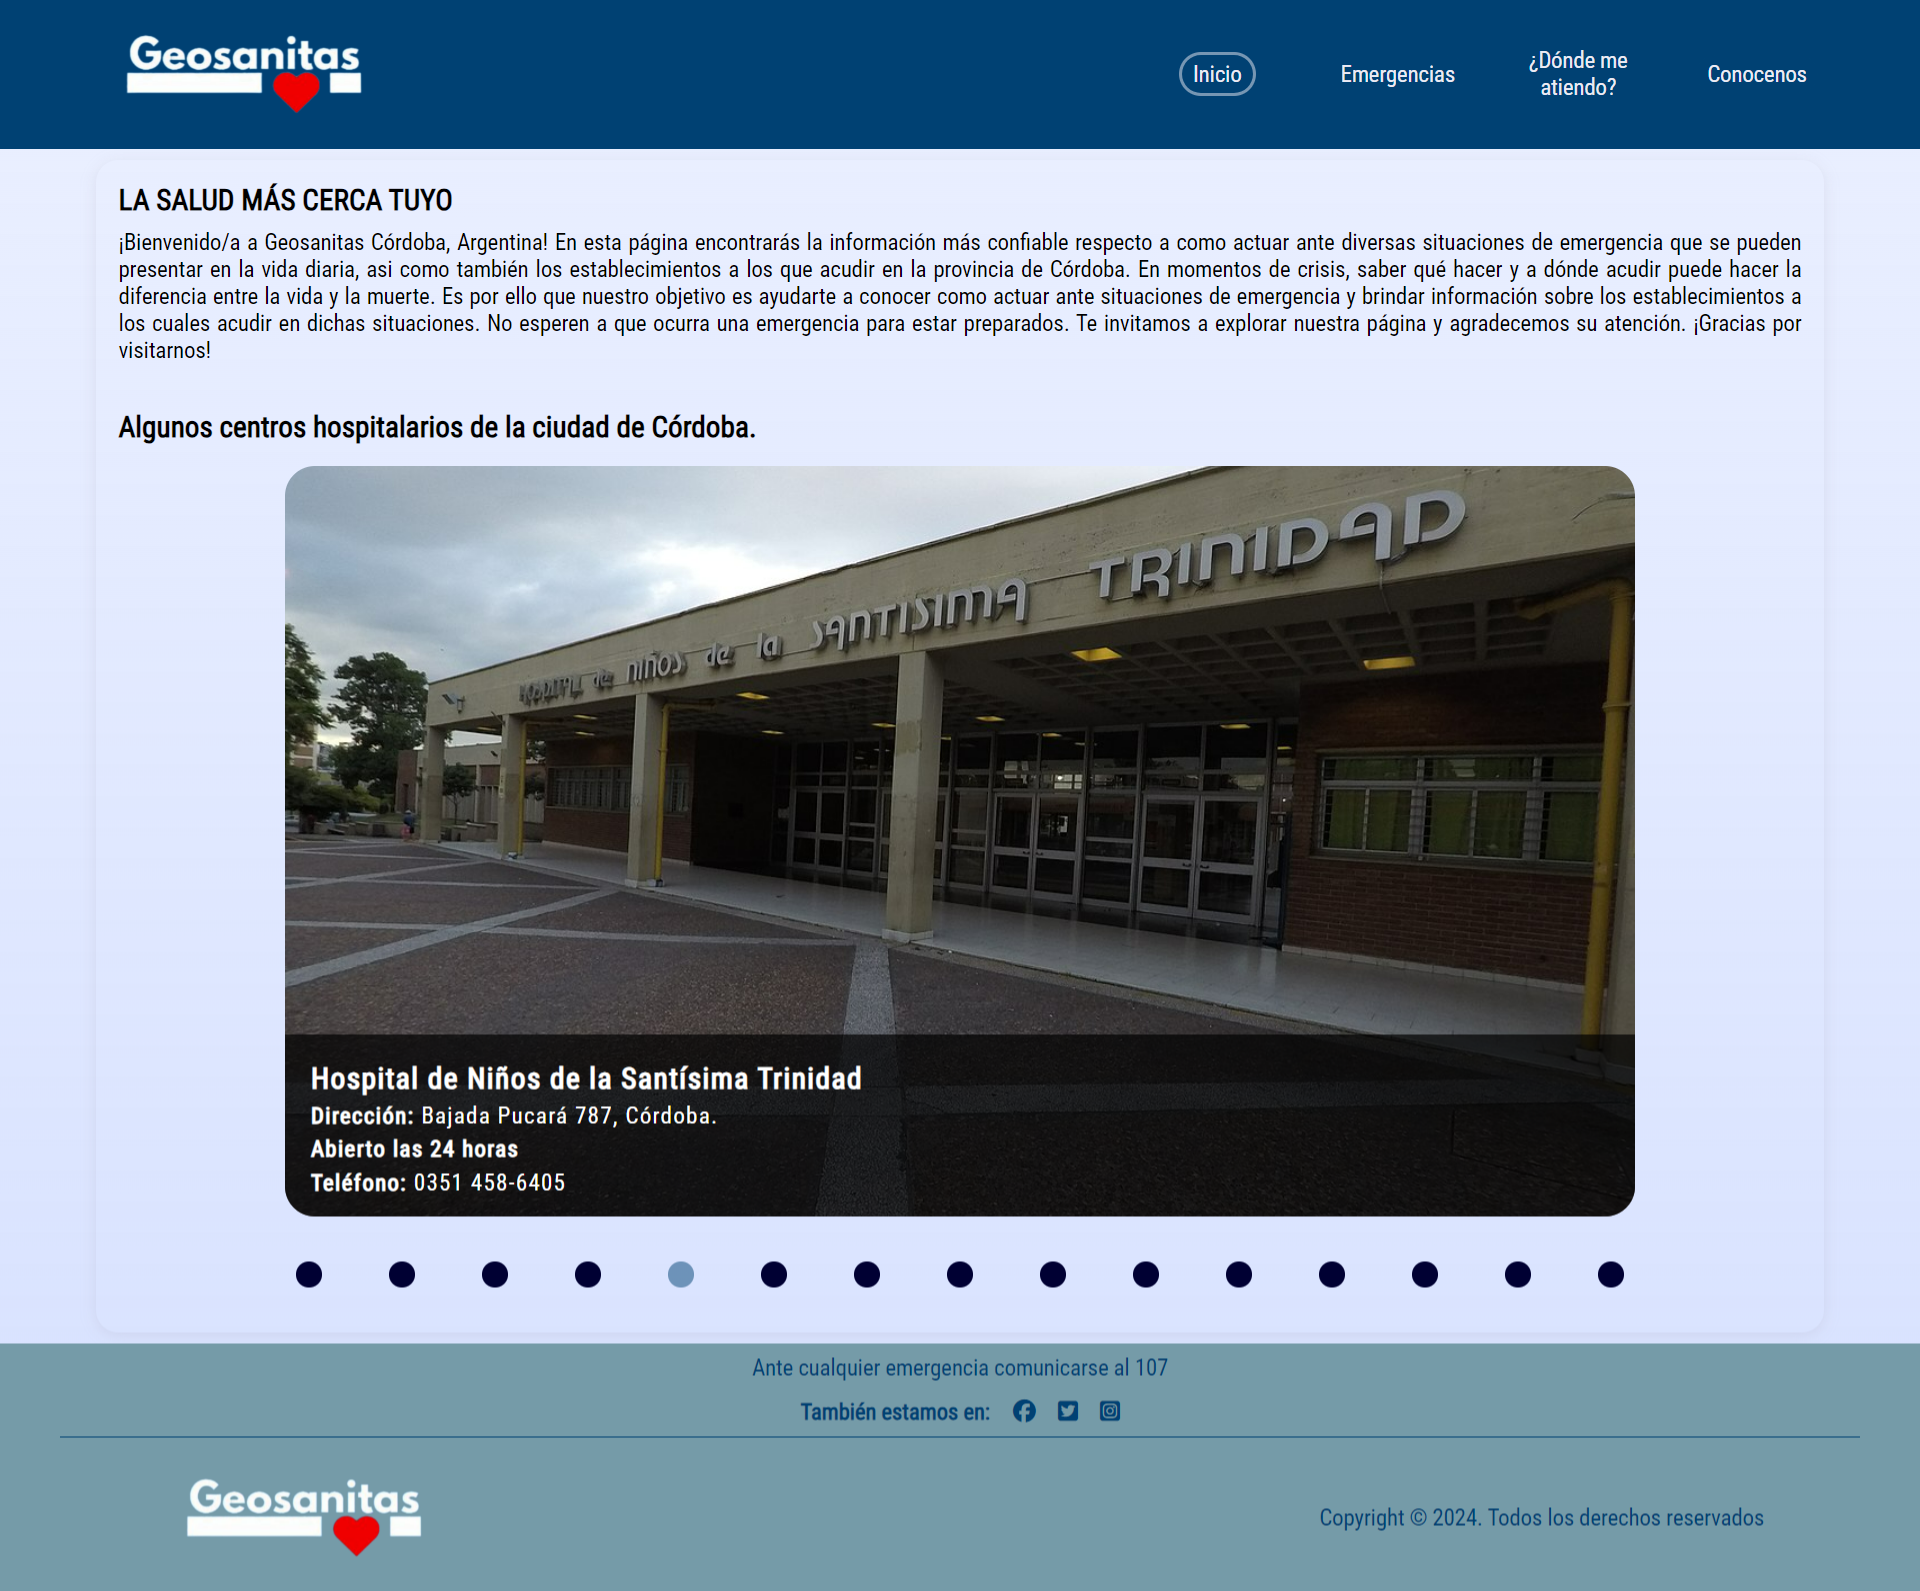 Geosanitas
Inicio
Emergencias
¿Dónde me
atiendo?
Conocenos
LA SALUD MÁS CERCA TUYO
¡Bienvenido/a a Geosanitas Córdoba, Argentina! En esta página encontrarás la información más confiable respecto a como actuar ante diversas situaciones de emergencia que se pueden
presentar en la vida diaria, asi como también los establecimientos a los que acudir en la provincia de Córdoba. En momentos de crisis, saber qué hacer y a dónde acudir puede hacer la
diferencia entre la vida y la muerte. Es por ello que nuestro objetivo es ayudarte a conocer como actuar ante situaciones de emergencia y brindar información sobre los establecimientos a
los cuales acudir en dichas situaciones. No esperen a que ocurra una emergencia para estar preparados. Te invitamos a explorar nuestra página y agradecemos su atención. ¡Gracias por
visitarnos!
Algunos centros hospitalarios de la ciudad de Córdoba.
HOSPITAL de NIÑOS de la SANTISIMA TRINIDAD
Hospital de Niños de la Santísima Trinidad
Dirección: Bajada Pucará 787, Córdoba.
Abierto las 24 horas
Teléfono: 0351 458-6405
Ante cualquier emergencia comunicarse al 107
También estamos en:
Geosanitas
Copyright © 2024. Todos los derechos reservados